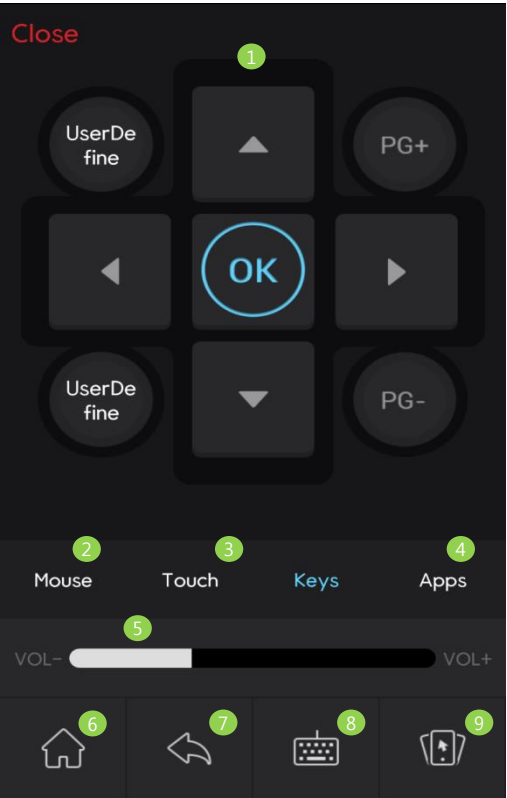 Close
1
UserDe
fine
PG+
OK
UserDe
fine
PG-
2
3
4
Mouse
Touch
Keys
Apps
5
VOL-
VOL+
6
7
8
9